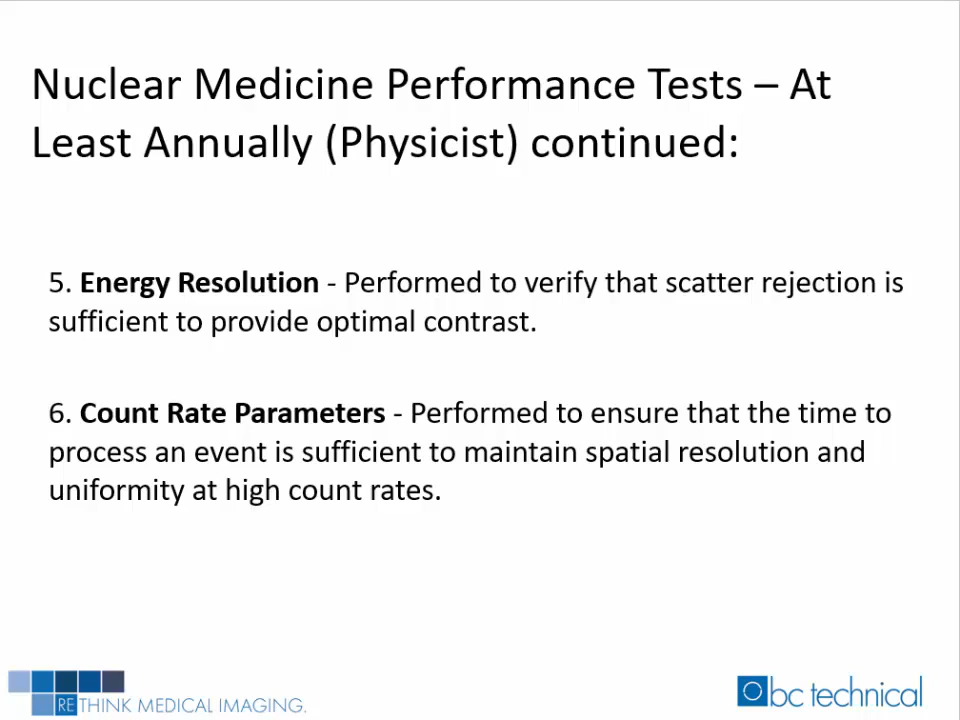 Nuclear Medicine Performance Tests – At
Least Annually (Physicist) continued:
5. Energy Resolution - Performed to verify that scatter rejection is
sufficient to provide optimal contrast.
6. Count Rate Parameters - Performed to ensure that the time to
process an event is sufficient to maintain spatial resolution and
uniformity at high count rates.
RETHINK MEDICAL IMAGING.
bc technical